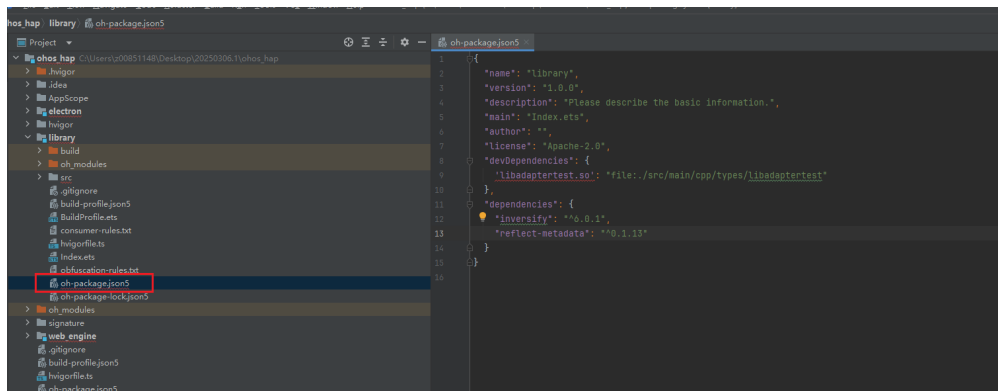 hos_hap library oh-package.json5
Project
oh-package.json5
ohos_hap C:\Users\z00851148\Desktop\20250306.1\ohos_hap
.hvigor
.idea
AppScope
electron
hvigor
library
build
oh_modules
src
.gitignore
build-profile.json5
BuildProfile.ets
consumer-rules.txt
hvigorfile.ts
Index.ets
obfuscation-rules.txt
oh-package.json5
oh-package-lock.json5
oh_modules
signature
web_engine
.gitignore
build-profile.json5
hvigorfile.ts
oh-package.json5
1 {
2 "name": "library",
3 "version": "1.0.0",
4 "description": "Please describe the basic information.",
5 "main": "Index.ets",
6 "author": "",
7 "license": "Apache-2.0",
8 "devDependencies": {
9 'libadaptertest.so': "file:./src/main/cpp/types/libadaptertest"
10 },
11 "dependencies": {
12 "inversify": "^6.0.1",
13 "reflect-metadata": "^0.1.13"
14 }
15 }
16